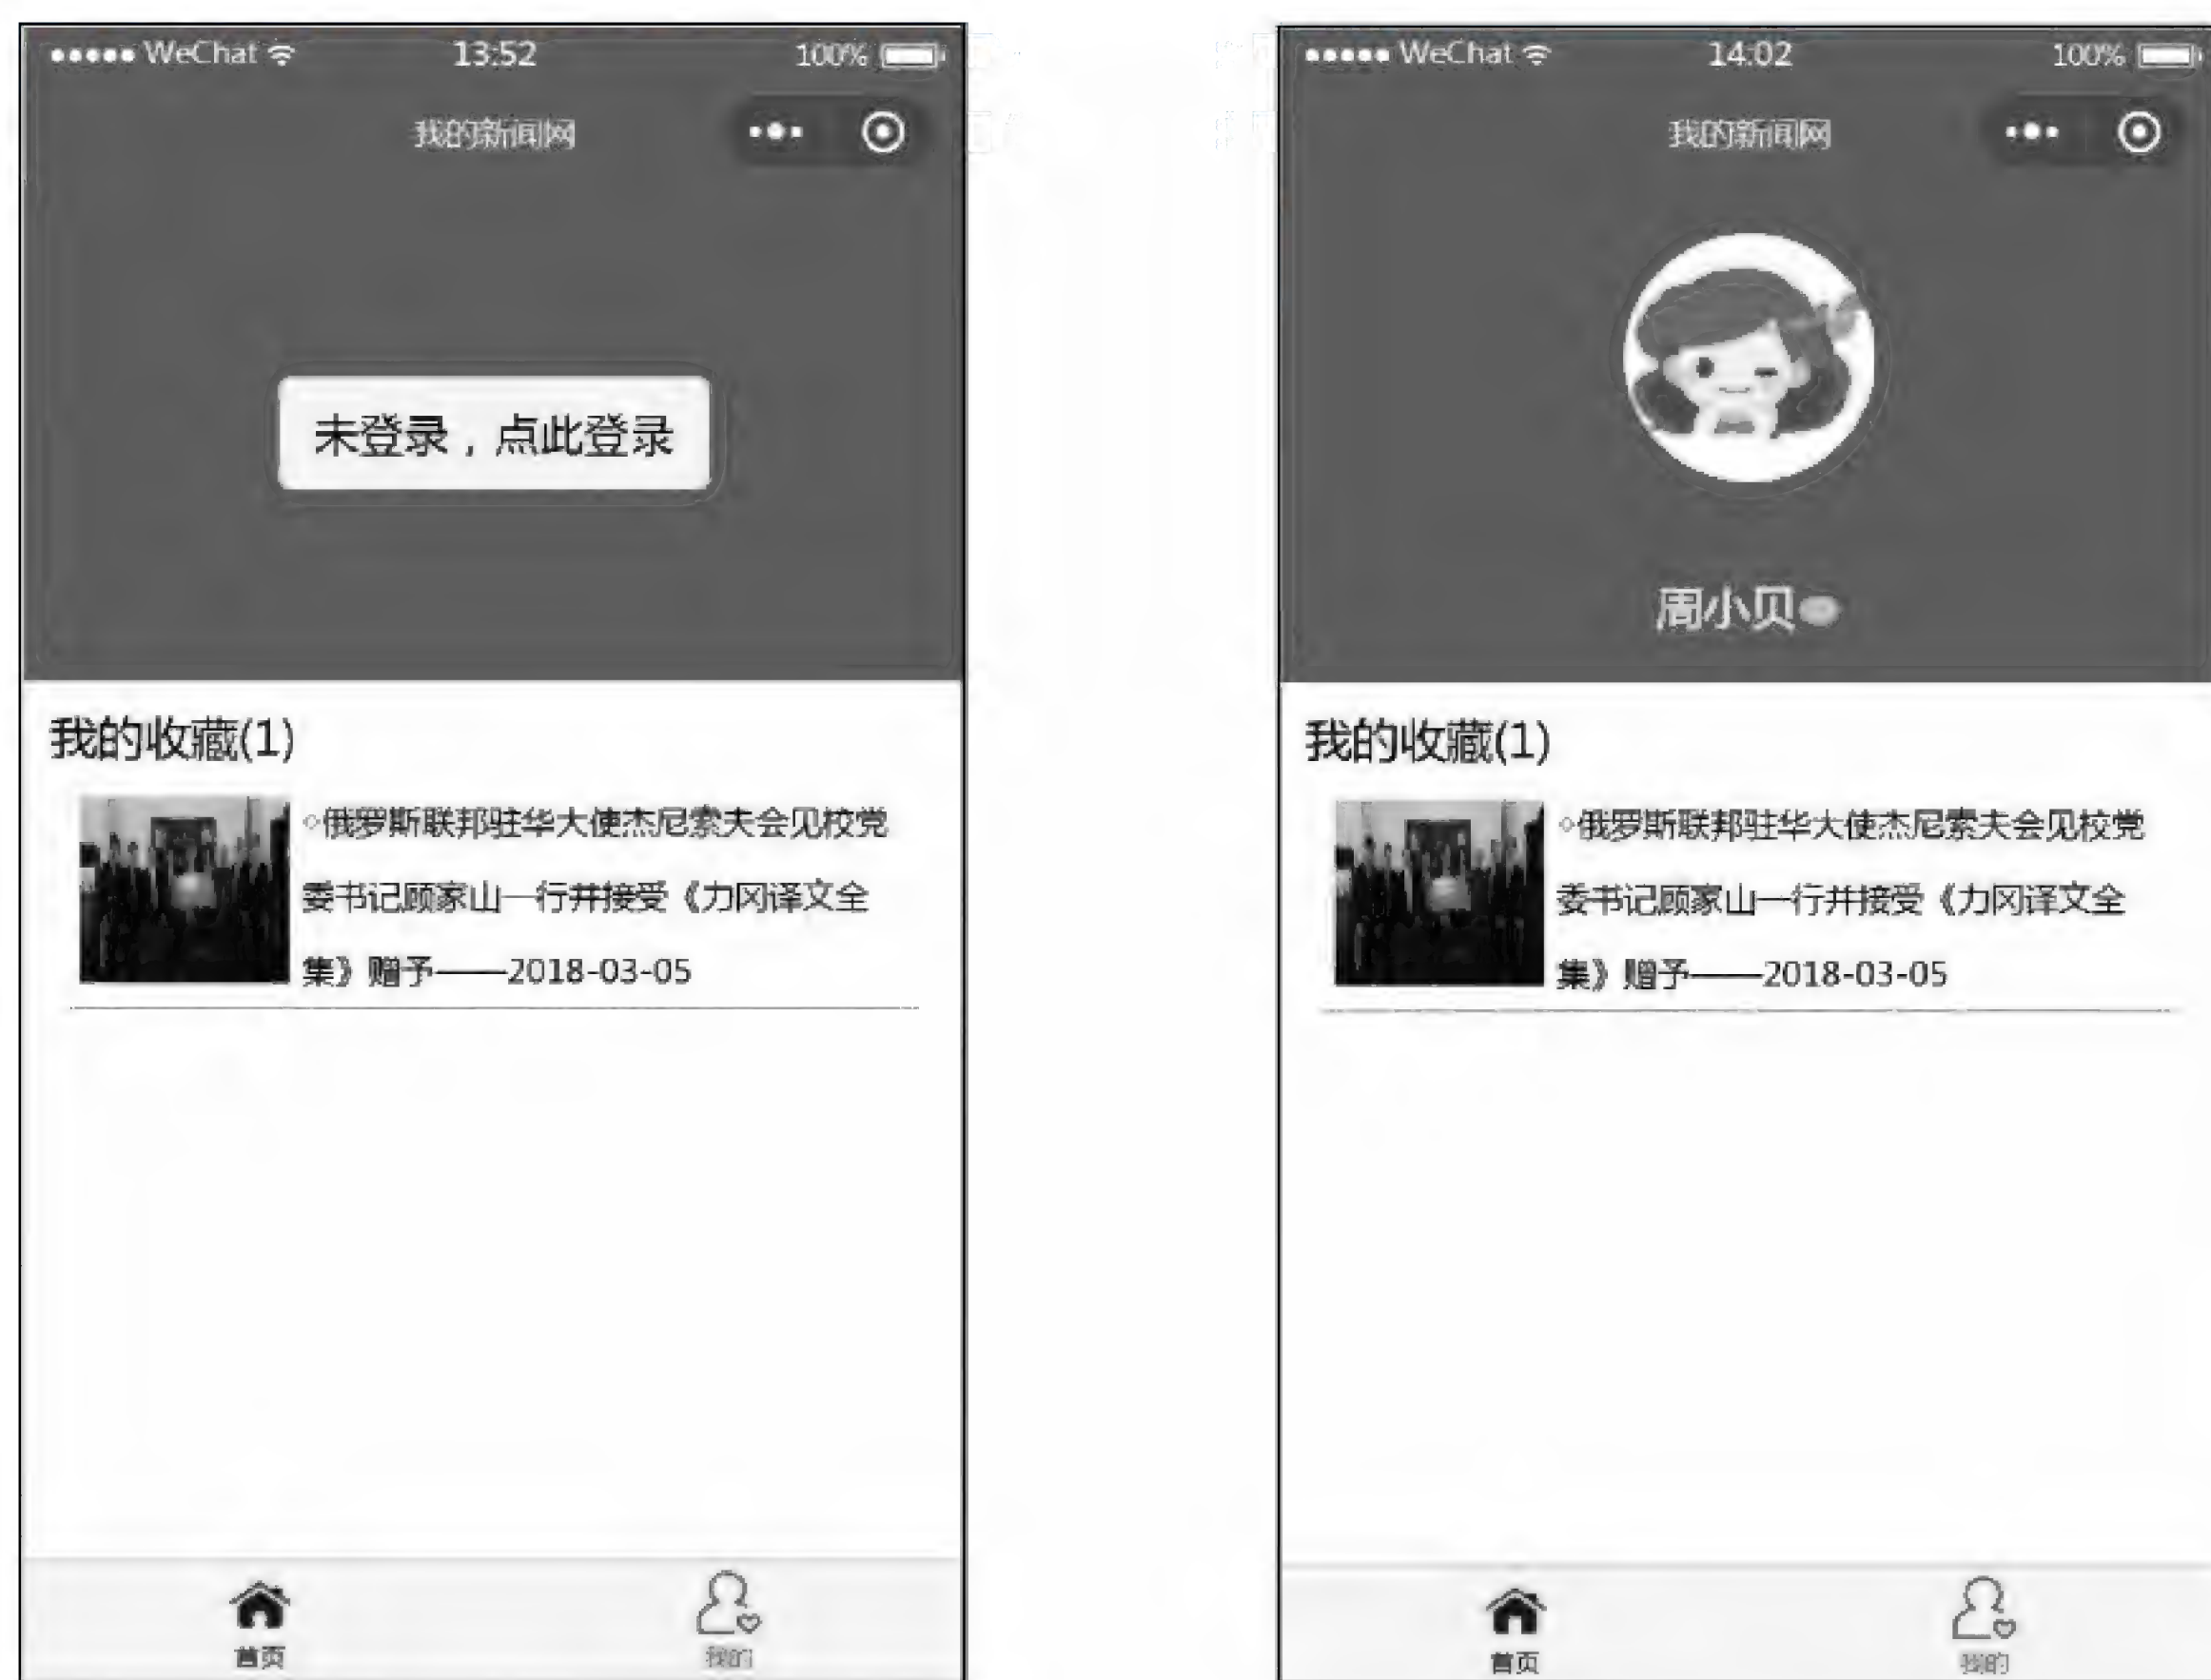 WeChat 13:52 100%
我的新闻网
未登录，点此登录
我的收藏(1)
◦俄罗斯联邦驻华大使杰尼索夫会见校党
委书记顾家山一行并接受《力冈译文全
集》赠予——2018-03-05
首页 我的
WeChat 14:02 100%
我的新闻网
周小贝
我的收藏(1)
◦俄罗斯联邦驻华大使杰尼索夫会见校党
委书记顾家山一行并接受《力冈译文全
集》赠予——2018-03-05
首页 我的